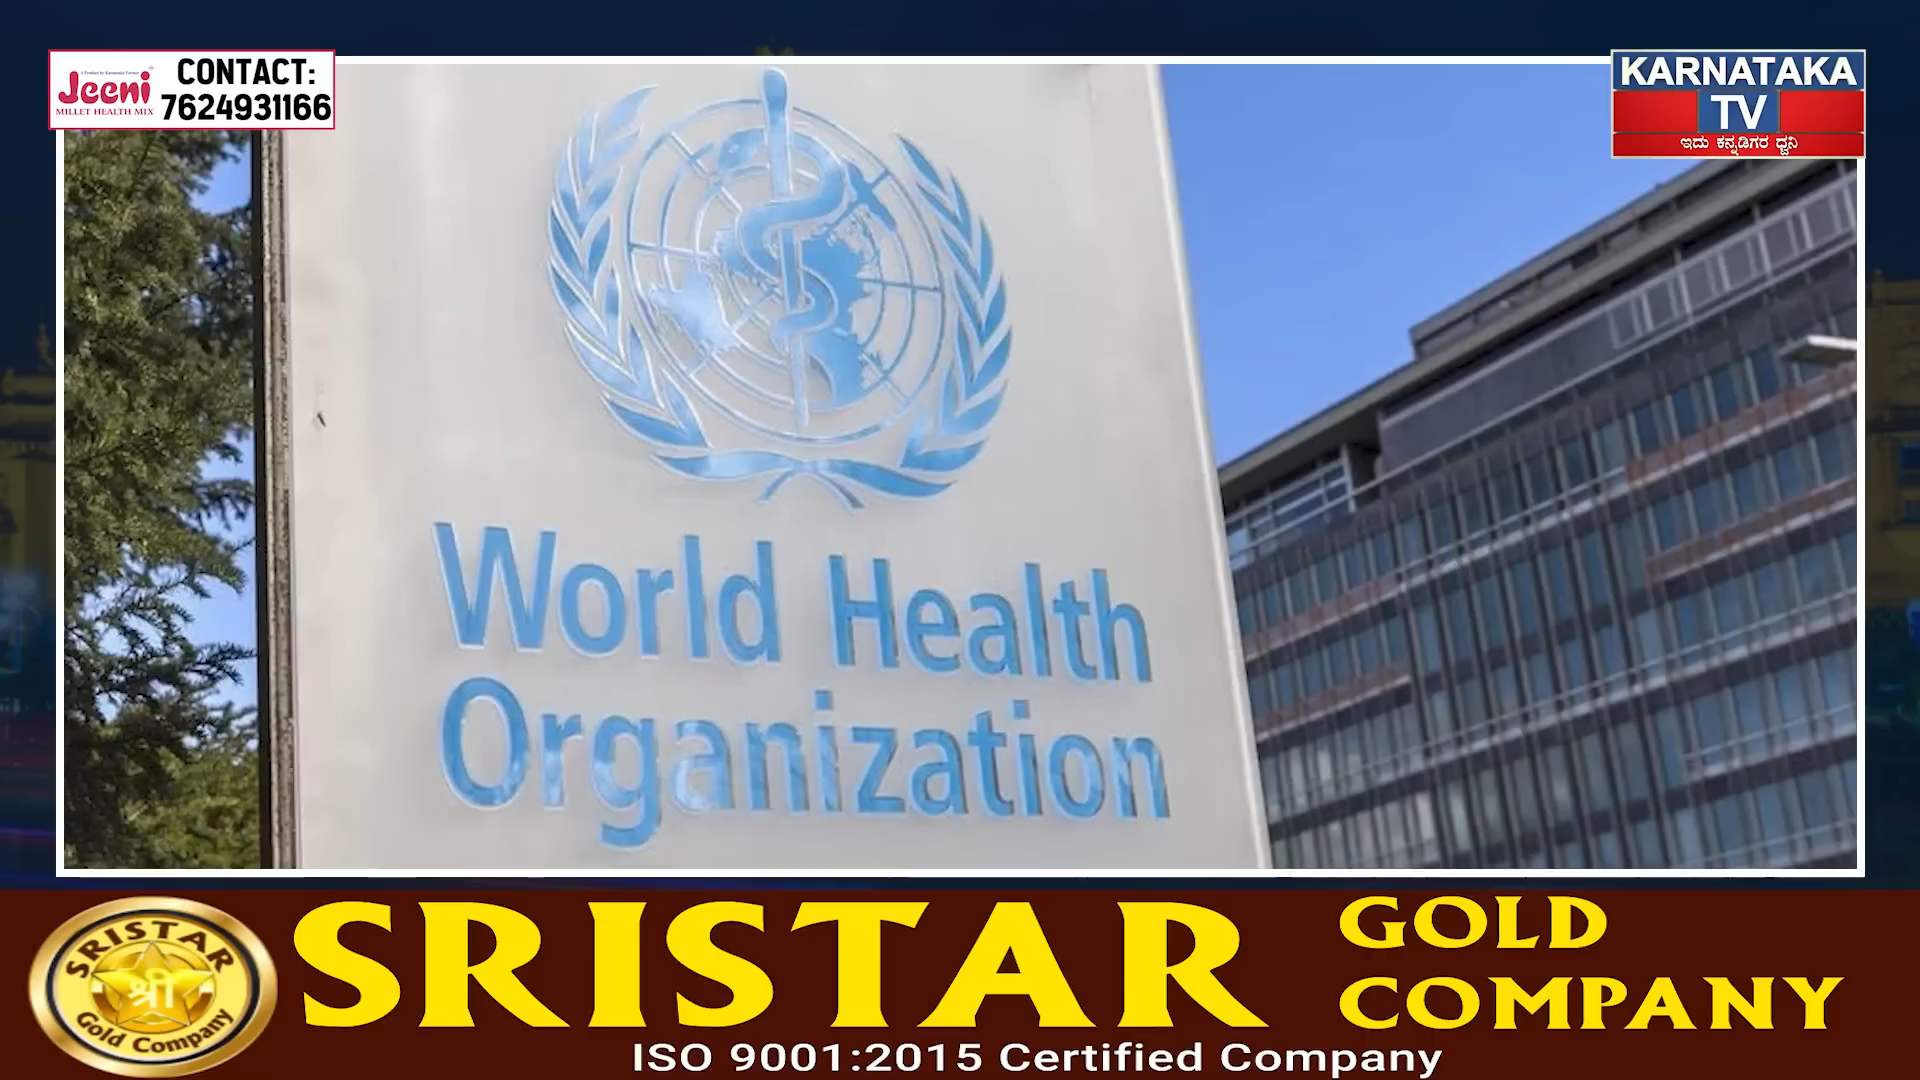 Jeeni
MILLET HEALTH MIX
CONTACT:
7624931166
KARNATAKA
TV
ಇದು ಕನ್ನಡಿಗರ ಧ್ವನಿ
World Health
Organization
SRISTAR
श्री
Gold Company
SRISTAR
GOLD
COMPANY
ISO 9001:2015 Certified Company